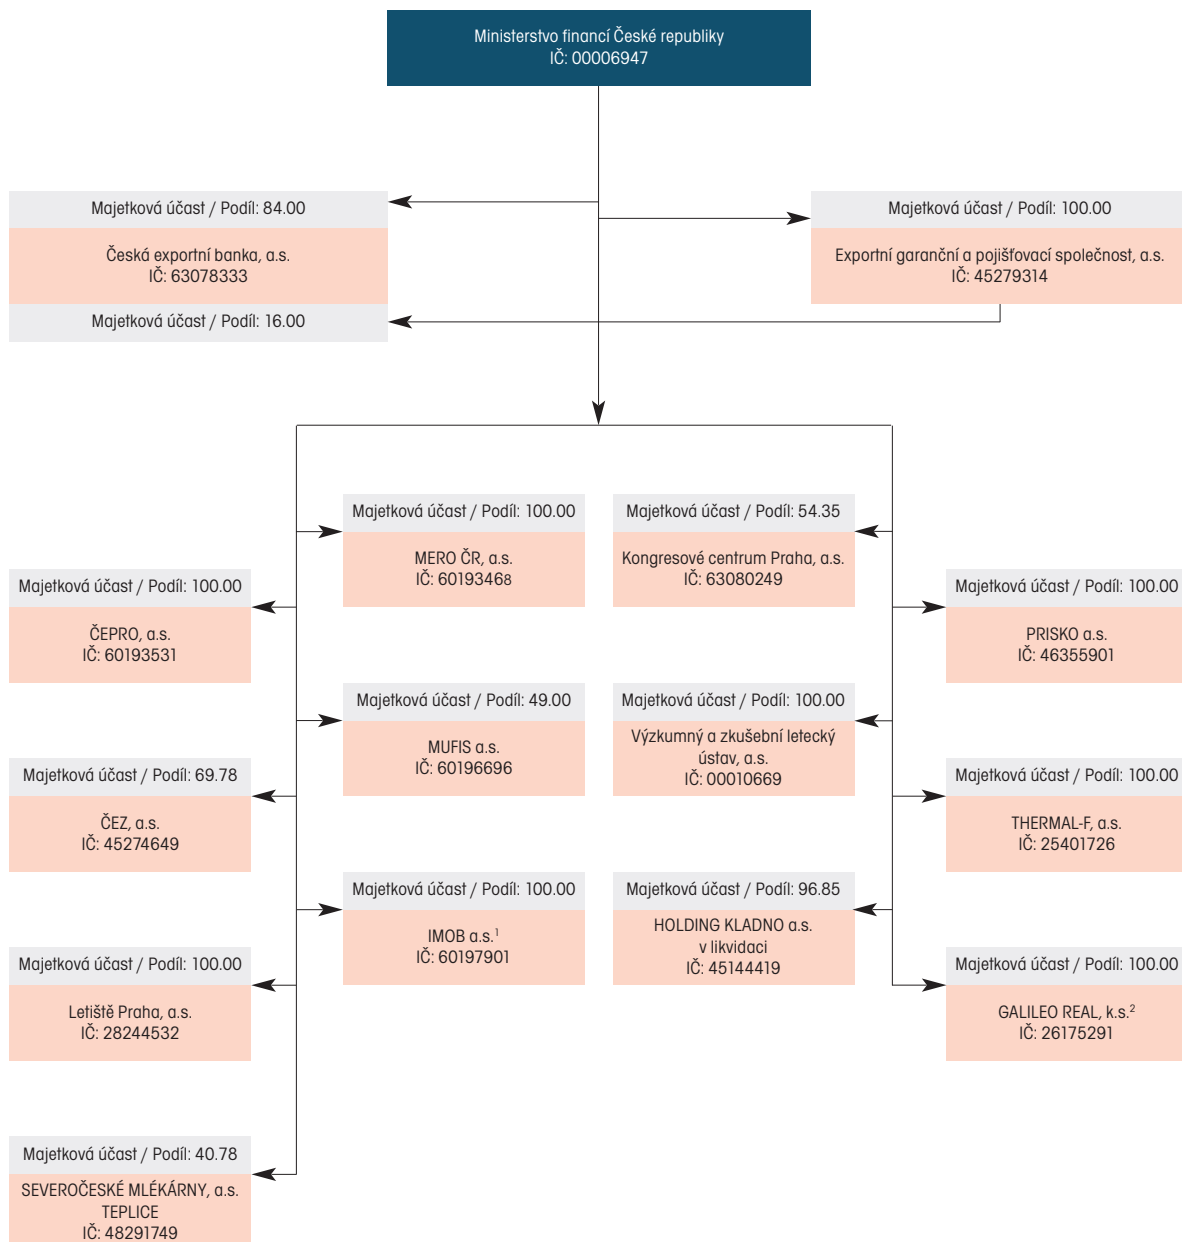 Ministerstvo financí České republiky
IČ: 00006947
Majetková účast / Podíl: 84.00
Česká exportní banka, a.s.
IČ: 63078333
Majetková účast / Podíl: 16.00
Majetková účast / Podíl: 100.00
Exportní garanční a pojišťovací společnost, a.s.
IČ: 45279314
Majetková účast / Podíl: 100.00
MERO ČR, a.s.
IČ: 60193468
Majetková účast / Podíl: 54.35
Kongresové centrum Praha, a.s.
IČ: 63080249
Majetková účast / Podíl: 100.00
ČEPRO, a.s.
IČ: 60193531
Majetková účast / Podíl: 100.00
PRISKO a.s.
IČ: 46355901
Majetková účast / Podíl: 49.00
MUFIS a.s.
IČ: 60196696
Majetková účast / Podíl: 100.00
Výzkumný a zkušební letecký
ústav, a.s.
IČ: 00010669
Majetková účast / Podíl: 69.78
ČEZ, a.s.
IČ: 45274649
Majetková účast / Podíl: 100.00
THERMAL-F, a.s.
IČ: 25401726
Majetková účast / Podíl: 100.00
IMOB a.s.¹
IČ: 60197901
Majetková účast / Podíl: 96.85
HOLDING KLADNO a.s.
v likvidaci
IČ: 45144419
Majetková účast / Podíl: 100.00
Letiště Praha, a.s.
IČ: 28244532
Majetková účast / Podíl: 100.00
GALILEO REAL, k.s.²
IČ: 26175291
Majetková účast / Podíl: 40.78
SEVEROČESKÉ MLÉKÁRNY, a.s.
TEPLICE
IČ: 48291749